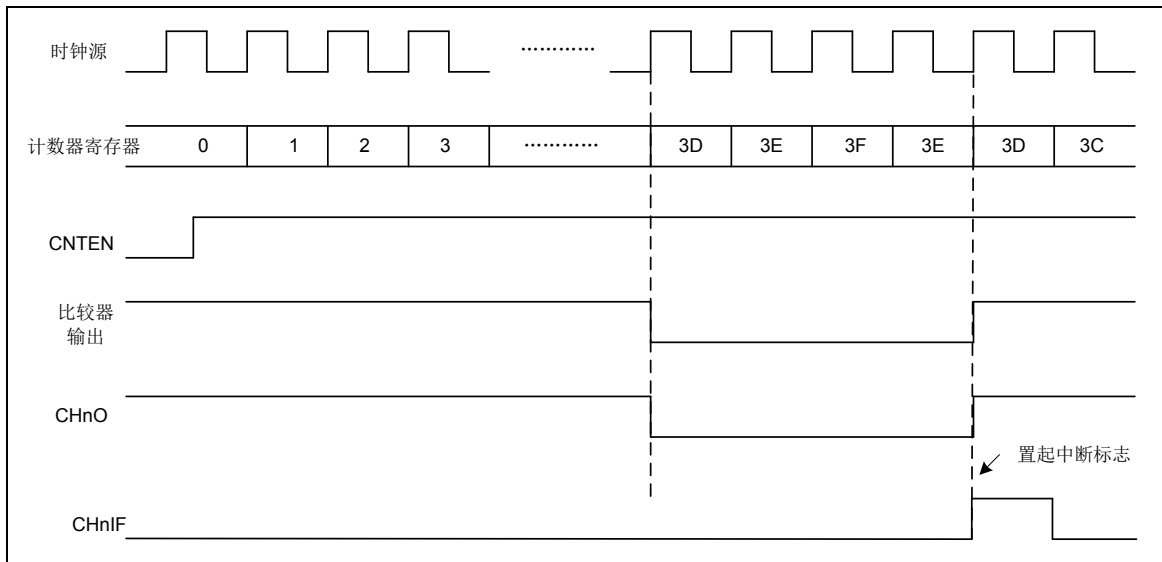 时钟源
…………
计数器寄存器 0 1 2 3 ………… 3D 3E 3F 3E 3D 3C
CNTEN
比较器
输出
CHnO
置起中断标志
CHnIF